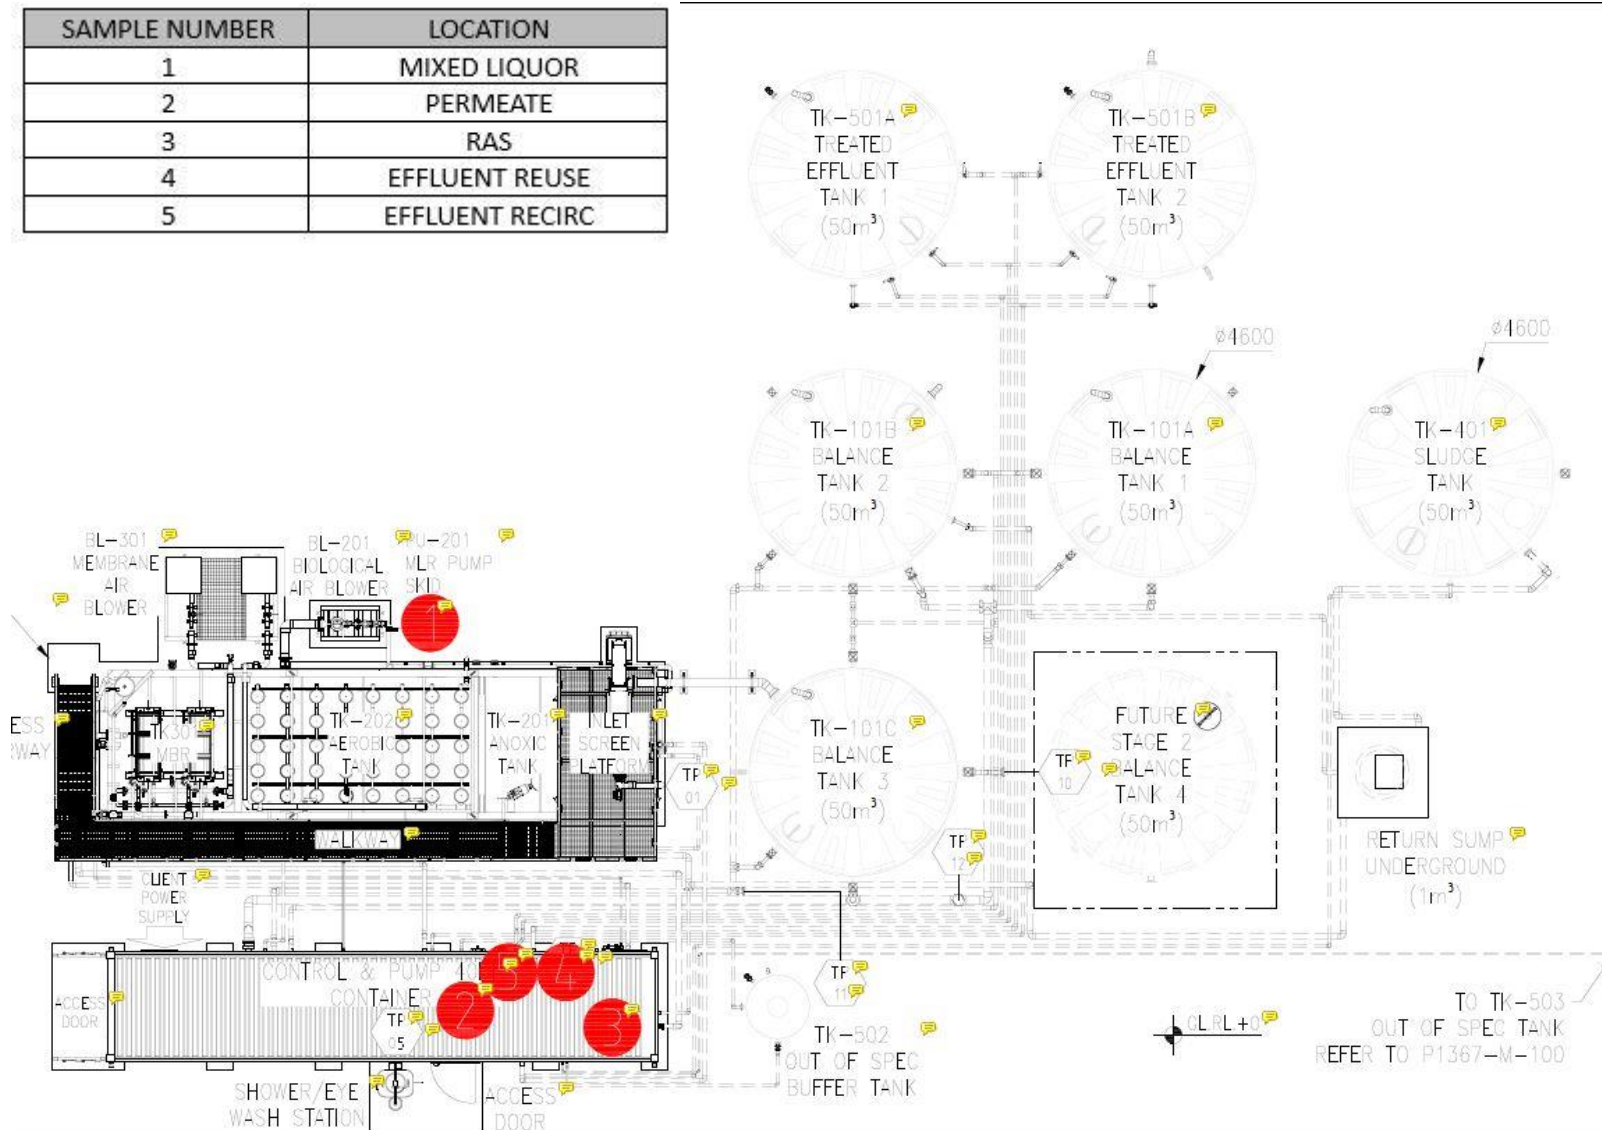 SAMPLE NUMBER LOCATION
1 MIXED LIQUOR
2 PERMEATE
3 RAS
4 EFFLUENT REUSE
5 EFFLUENT RECIRC
TK-501A
TREATED
EFFLUENT
TANK 1
(50m³)
TK-501B
TREATED
EFFLUENT
TANK 2
(50m³)
ø4600
ø4600
TK-101B
BALANCE
TANK 2
(50m³)
TK-101A
BALANCE
TANK 1
(50m³)
TK-401
SLUDGE
TANK
(50m³)
BL-301
MEMBRANE
AIR
BLOWER
BL-201
BIOLOGICAL
AIR BLOWER
PU-201
MLR PUMP
SKID
1
ESS
RWAY
TK301
MBR
TK-202
AEROBIC
TANK
TK-201
ANOXIC
TANK
INLET
SCREEN
PLATFORM
WALKWAY
TP
01
TK-101C
BALANCE
TANK 3
(50m³)
TP
10
FUTURE
STAGE 2
BALANCE
TANK 4
(50m³)
TP
12
RETURN SUMP
UNDERGROUND
(1m³)
CLIENT
POWER
SUPPLY
CONTROL & PUMP
CONTAINER
ACCESS
DOOR
5
4
2
3
TP
05
TP
11
TK-502
OUT OF SPEC
BUFFER TANK
GL.RL.+0
TO TK-503
OUT OF SPEC TANK
REFER TO P1367-M-100
SHOWER/EYE
WASH STATION
ACCESS
DOOR